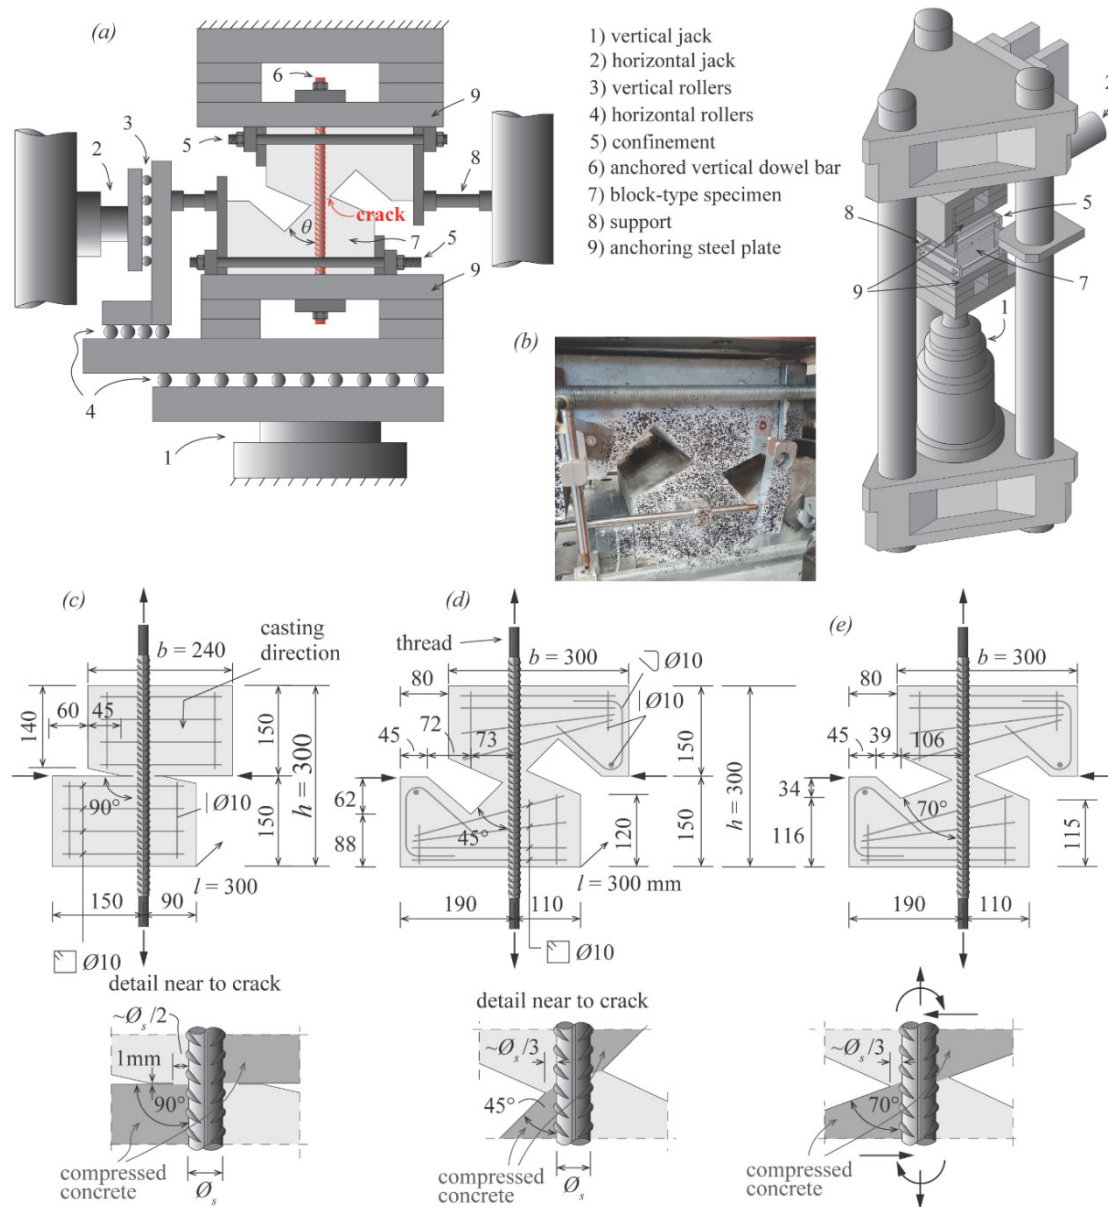 (a)
6
9
3
5
2
8
crack
θ
7
5
9
4
1
1) vertical jack
2) horizontal jack
3) vertical rollers
4) horizontal rollers
5) confinement
6) anchored vertical dowel bar
7) block-type specimen
8) support
9) anchoring steel plate
2
8
5
9
7
1
(b)
(c)
casting
direction
b = 240
60
45
140
150
h = 300
90°
Ø10
150
l = 300
150
90
Ø10
detail near to crack
~Øs/2
1mm
90°
compressed
concrete
Øs
(d)
thread
Ø10
b = 300
80
Ø10
72
45
73
150
h = 300
62
45°
120
150
88
l = 300 mm
190
110
Ø10
detail near to crack
~Øs/3
45°
compressed
concrete
Øs
(e)
b = 300
80
45
39
106
34
70°
116
115
190
110
~Øs/3
70°
compressed
concrete